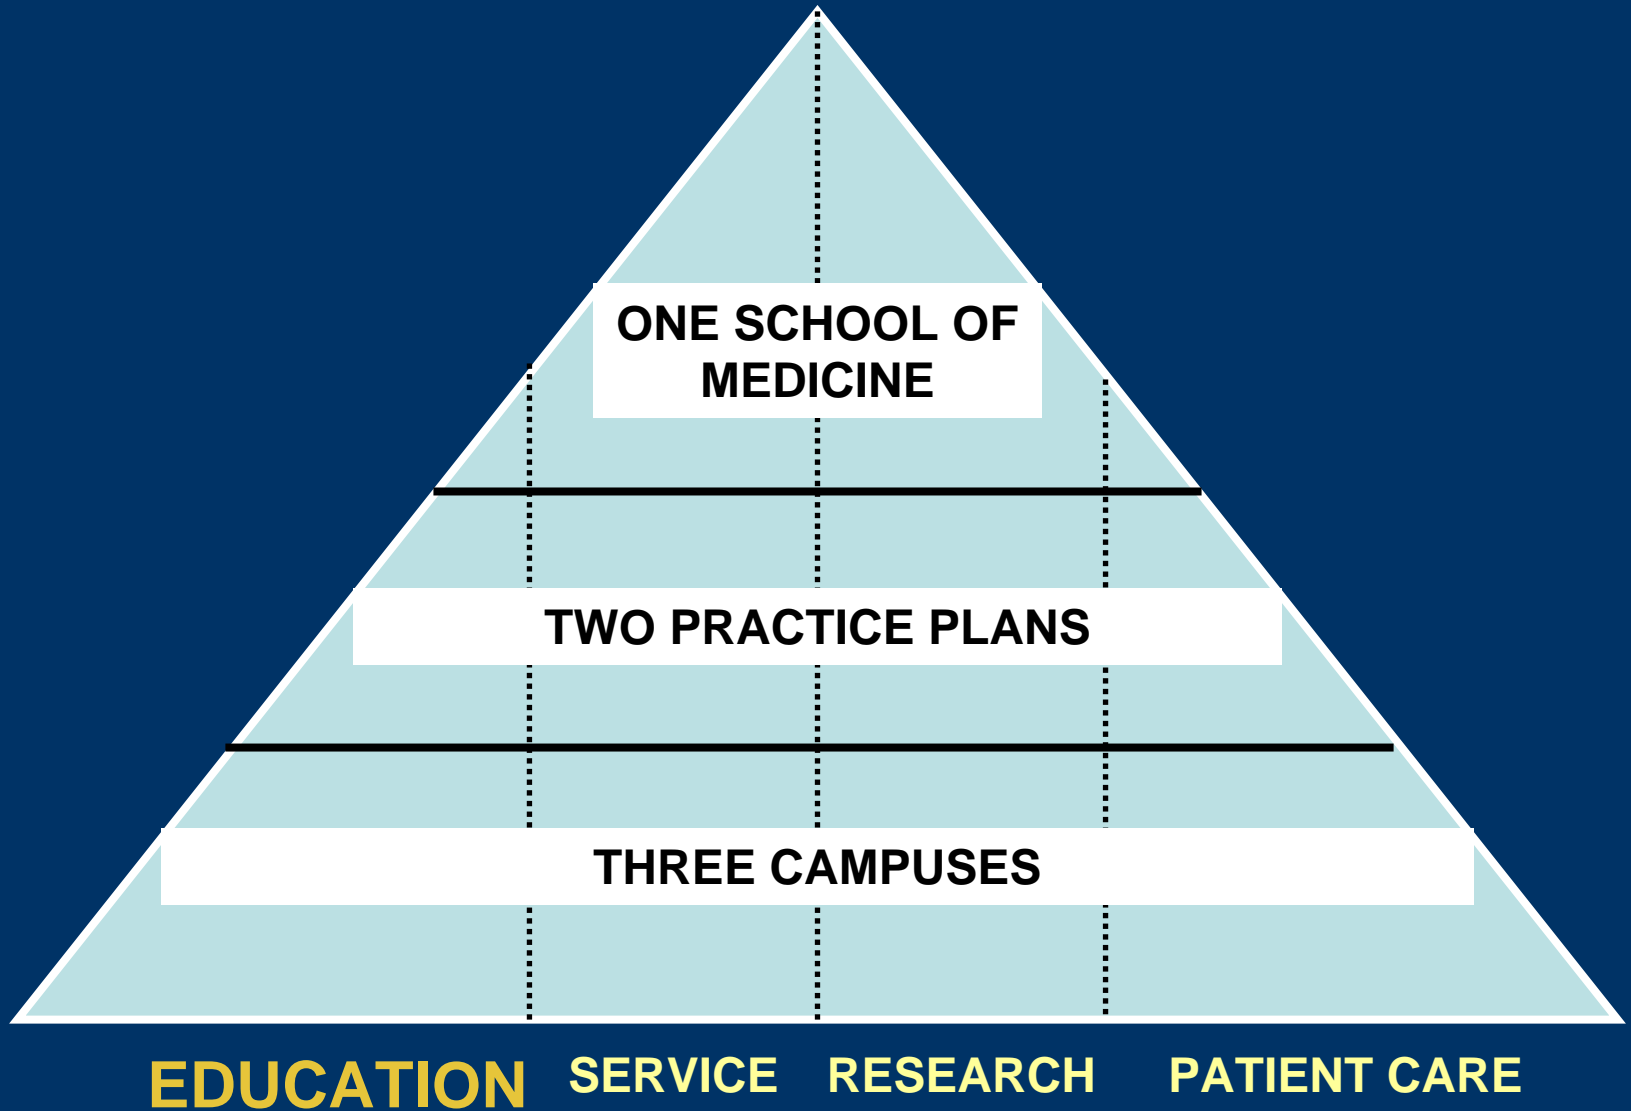 ONE SCHOOL OF
MEDICINE
TWO PRACTICE PLANS
THREE CAMPUSES
EDUCATION SERVICE RESEARCH PATIENT CARE